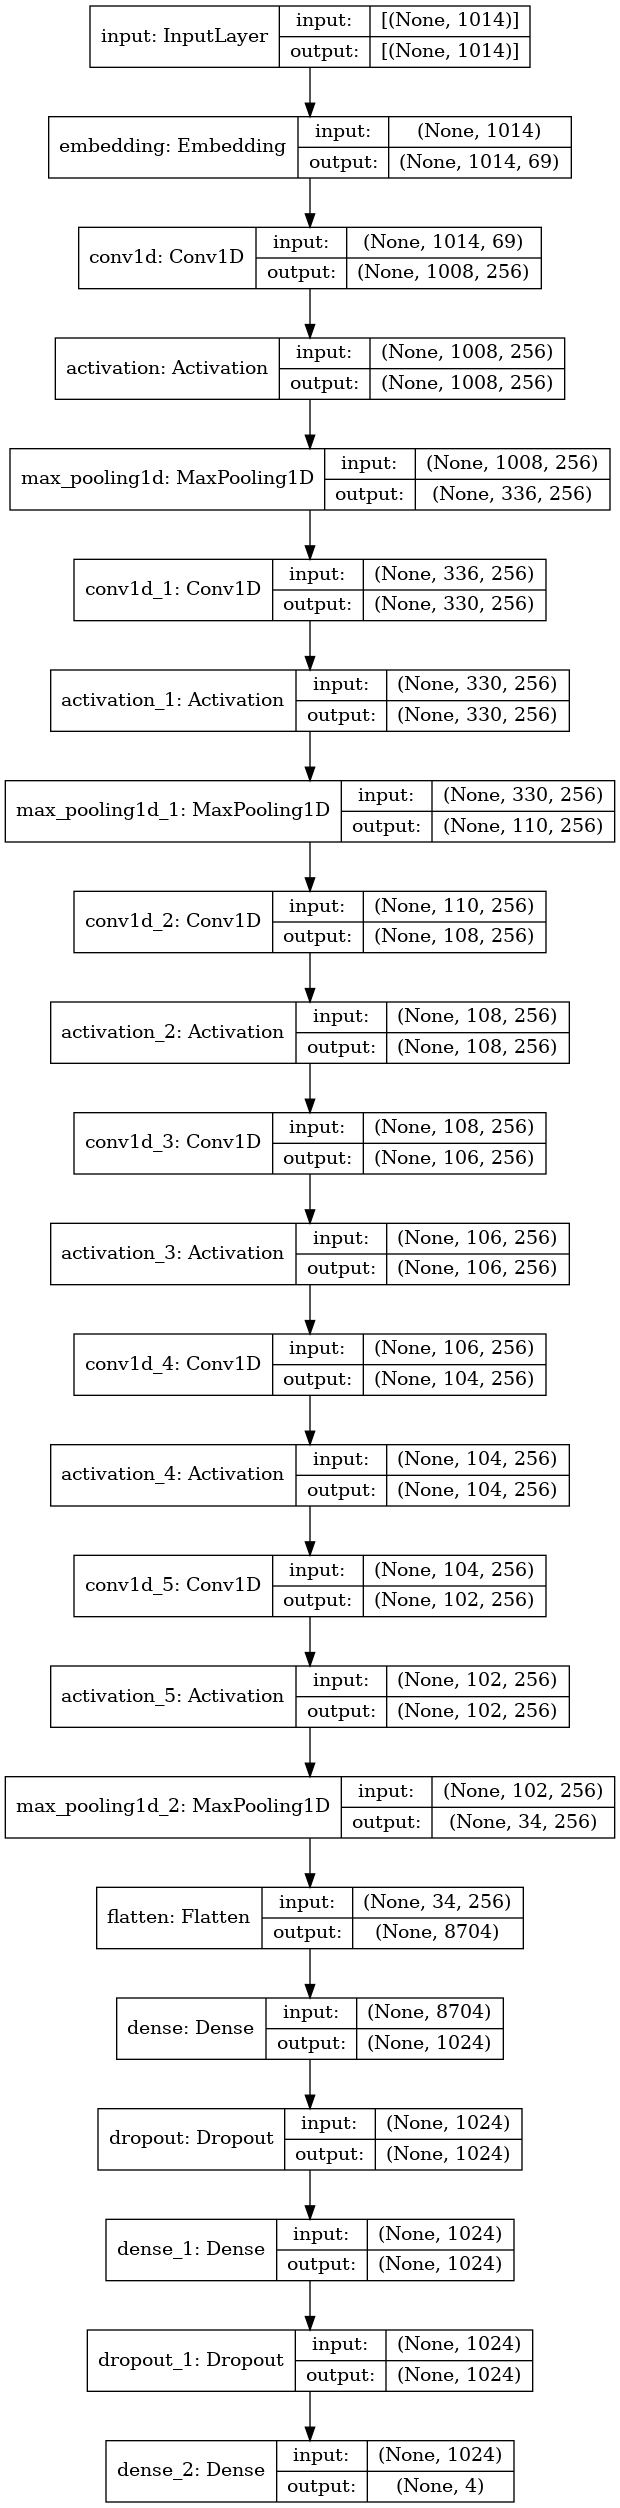 input: InputLayer
input: [(None, 1014)]
output: [(None, 1014)]
embedding: Embedding
input: (None, 1014)
output: (None, 1014, 69)
conv1d: Conv1D
input: (None, 1014, 69)
output: (None, 1008, 256)
activation: Activation
input: (None, 1008, 256)
output: (None, 1008, 256)
max_pooling1d: MaxPooling1D
input: (None, 1008, 256)
output: (None, 336, 256)
conv1d_1: Conv1D
input: (None, 336, 256)
output: (None, 330, 256)
activation_1: Activation
input: (None, 330, 256)
output: (None, 330, 256)
max_pooling1d_1: MaxPooling1D
input: (None, 330, 256)
output: (None, 110, 256)
conv1d_2: Conv1D
input: (None, 110, 256)
output: (None, 108, 256)
activation_2: Activation
input: (None, 108, 256)
output: (None, 108, 256)
conv1d_3: Conv1D
input: (None, 108, 256)
output: (None, 106, 256)
activation_3: Activation
input: (None, 106, 256)
output: (None, 106, 256)
conv1d_4: Conv1D
input: (None, 106, 256)
output: (None, 104, 256)
activation_4: Activation
input: (None, 104, 256)
output: (None, 104, 256)
conv1d_5: Conv1D
input: (None, 104, 256)
output: (None, 102, 256)
activation_5: Activation
input: (None, 102, 256)
output: (None, 102, 256)
max_pooling1d_2: MaxPooling1D
input: (None, 102, 256)
output: (None, 34, 256)
flatten: Flatten
input: (None, 34, 256)
output: (None, 8704)
dense: Dense
input: (None, 8704)
output: (None, 1024)
dropout: Dropout
input: (None, 1024)
output: (None, 1024)
dense_1: Dense
input: (None, 1024)
output: (None, 1024)
dropout_1: Dropout
input: (None, 1024)
output: (None, 1024)
dense_2: Dense
input: (None, 1024)
output: (None, 4)